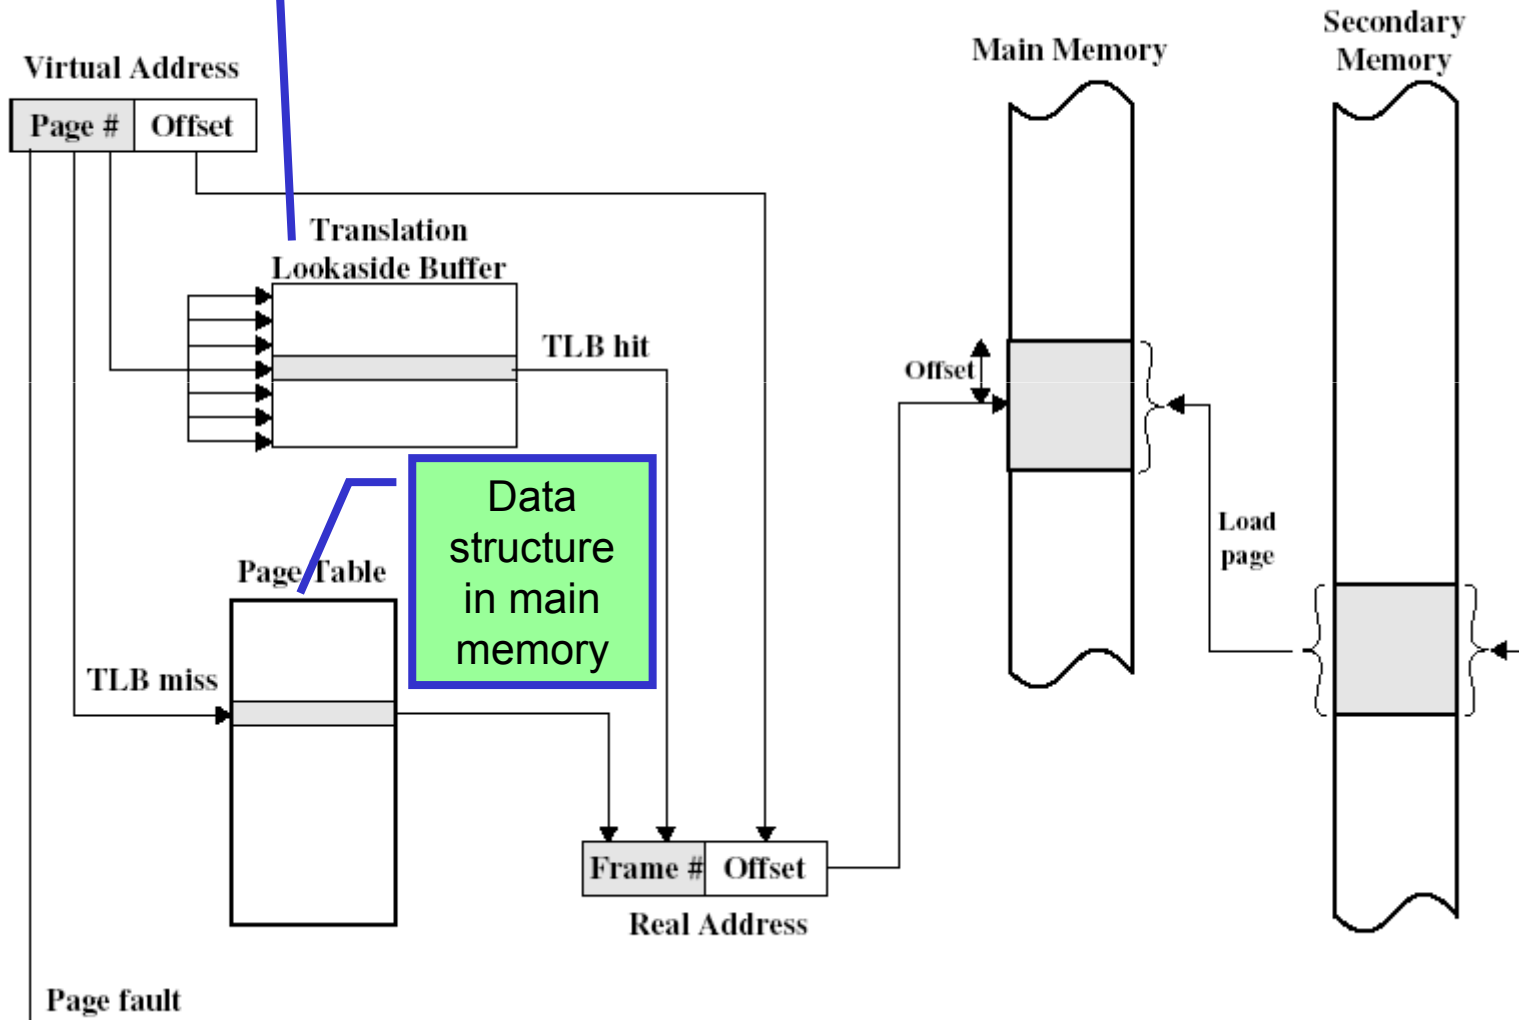 Secondary
Memory
Main Memory
Virtual Address
Page #
Offset
Translation
Lookaside Buffer
TLB hit
Offset
Data
structure
in main
memory
Load
page
Page Table
TLB miss
Frame #
Offset
Real Address
Page fault